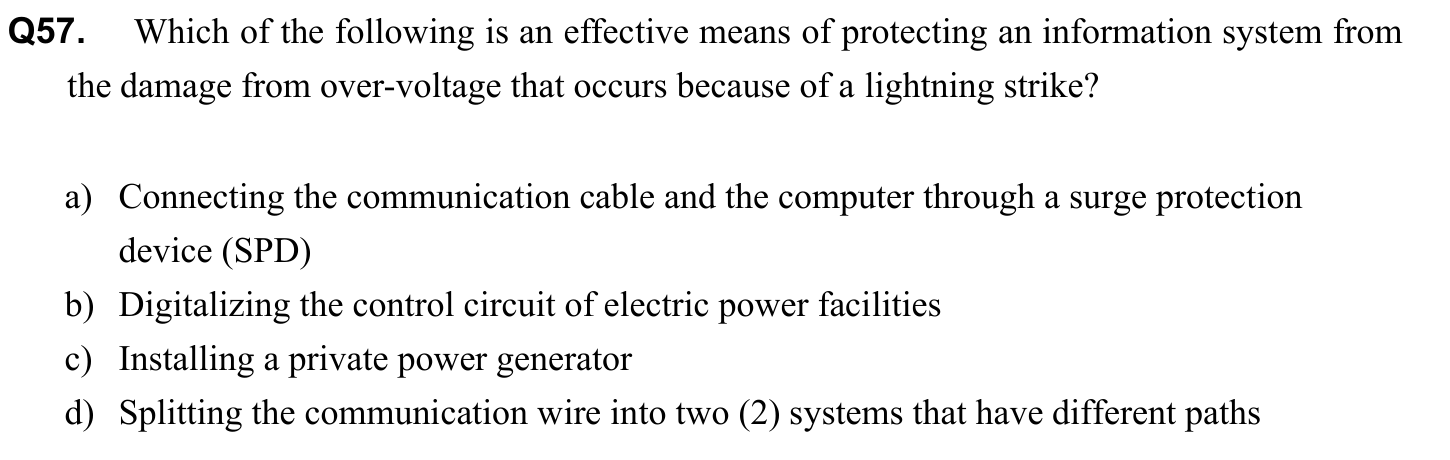 Q57. Which of the following is an effective means of protecting an information system from
the damage from over-voltage that occurs because of a lightning strike?
a) Connecting the communication cable and the computer through a surge protection
device (SPD)
b) Digitalizing the control circuit of electric power facilities
c) Installing a private power generator
d) Splitting the communication wire into two (2) systems that have different paths